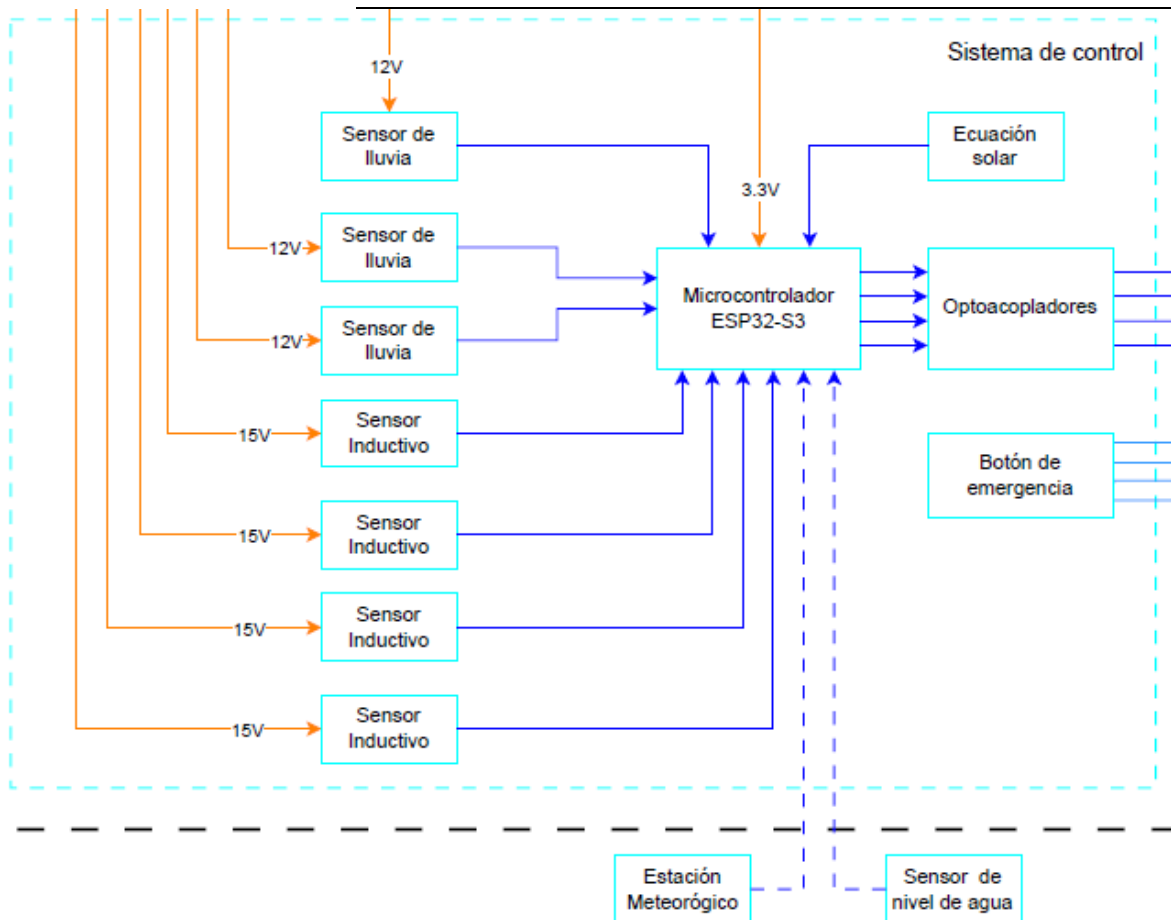 Sistema de control
12V
Sensor de
lluvia
Ecuación
solar
3.3V
12V
Sensor de
lluvia
Microcontrolador
ESP32-S3
Optoacopladores
12V
Sensor de
lluvia
15V
Sensor
Inductivo
Botón de
emergencia
15V
Sensor
Inductivo
15V
Sensor
Inductivo
15V
Sensor
Inductivo
Estación
Meteorógico
Sensor de
nivel de agua